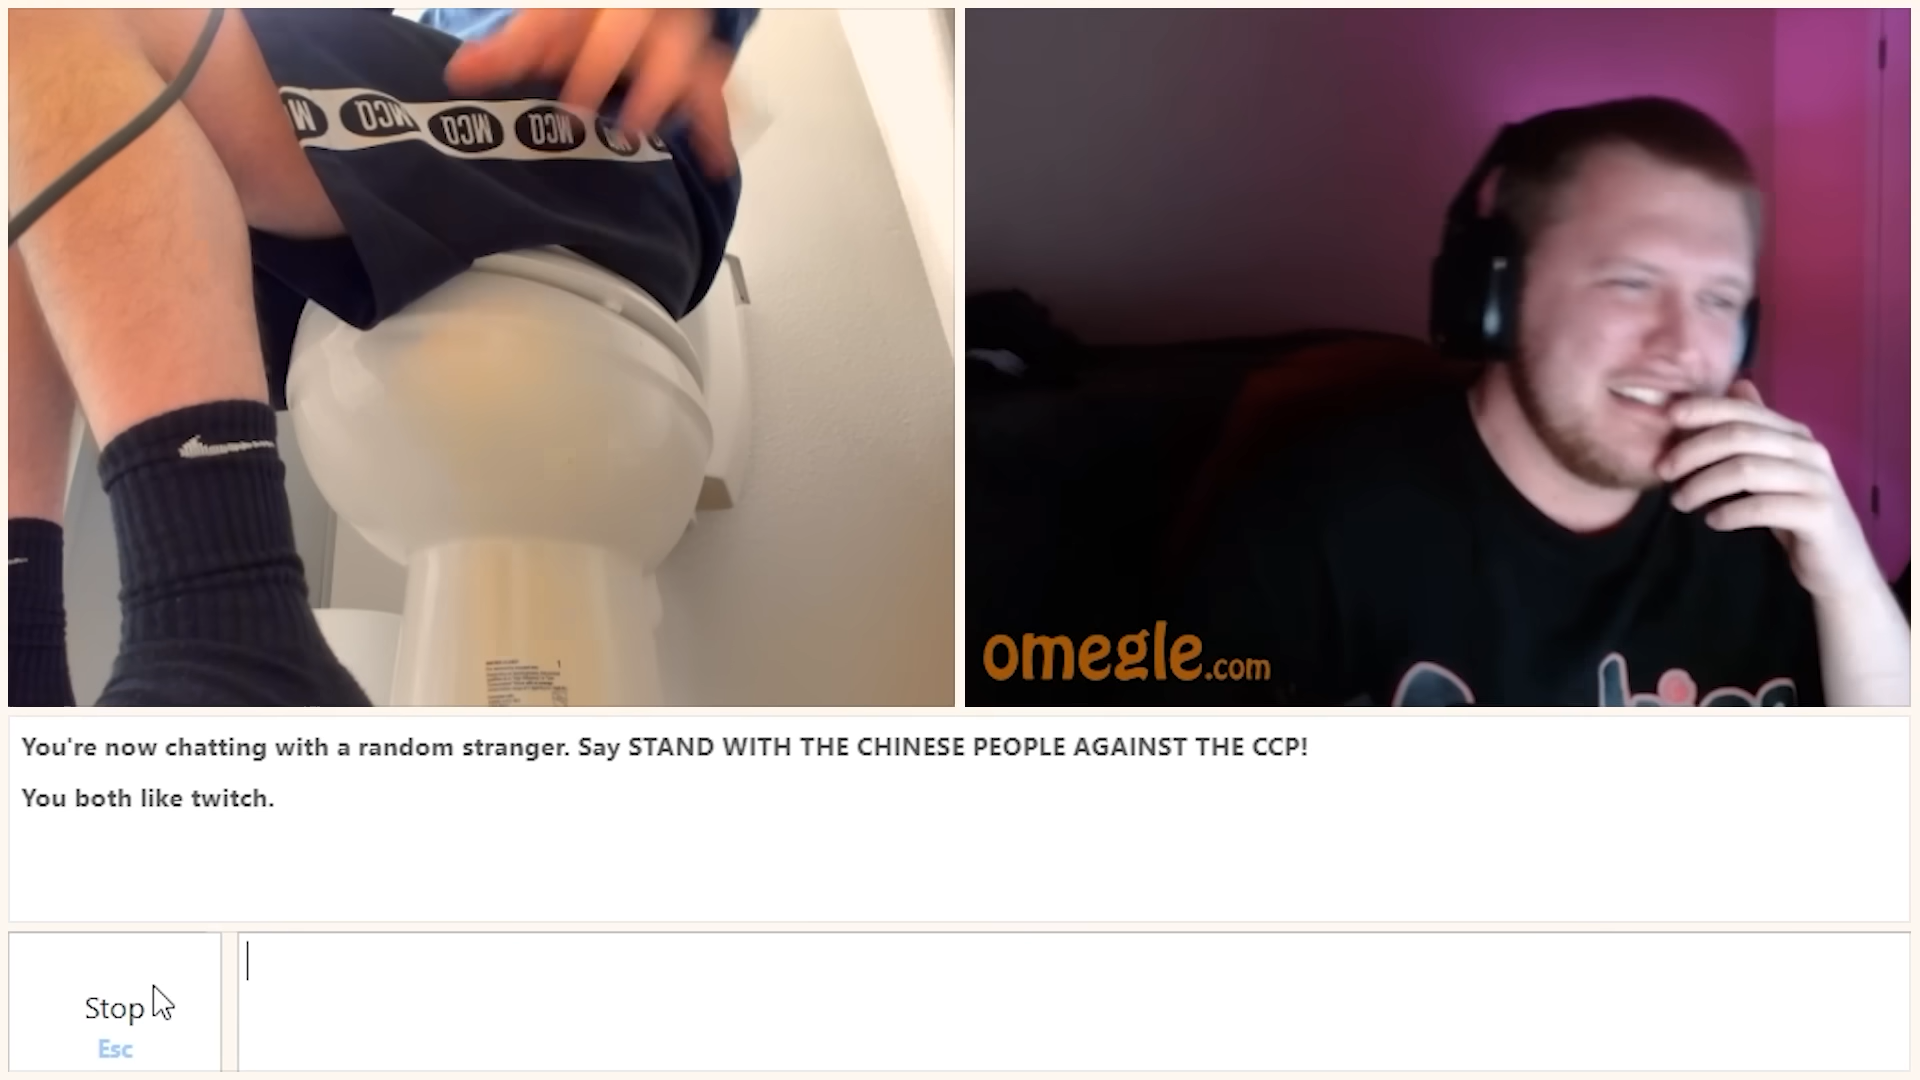 MCQ MCQ MCQ MCQ
omegle.com
You're now chatting with a random stranger. Say STAND WITH THE CHINESE PEOPLE AGAINST THE CCP!
You both like twitch.
Stop
Esc